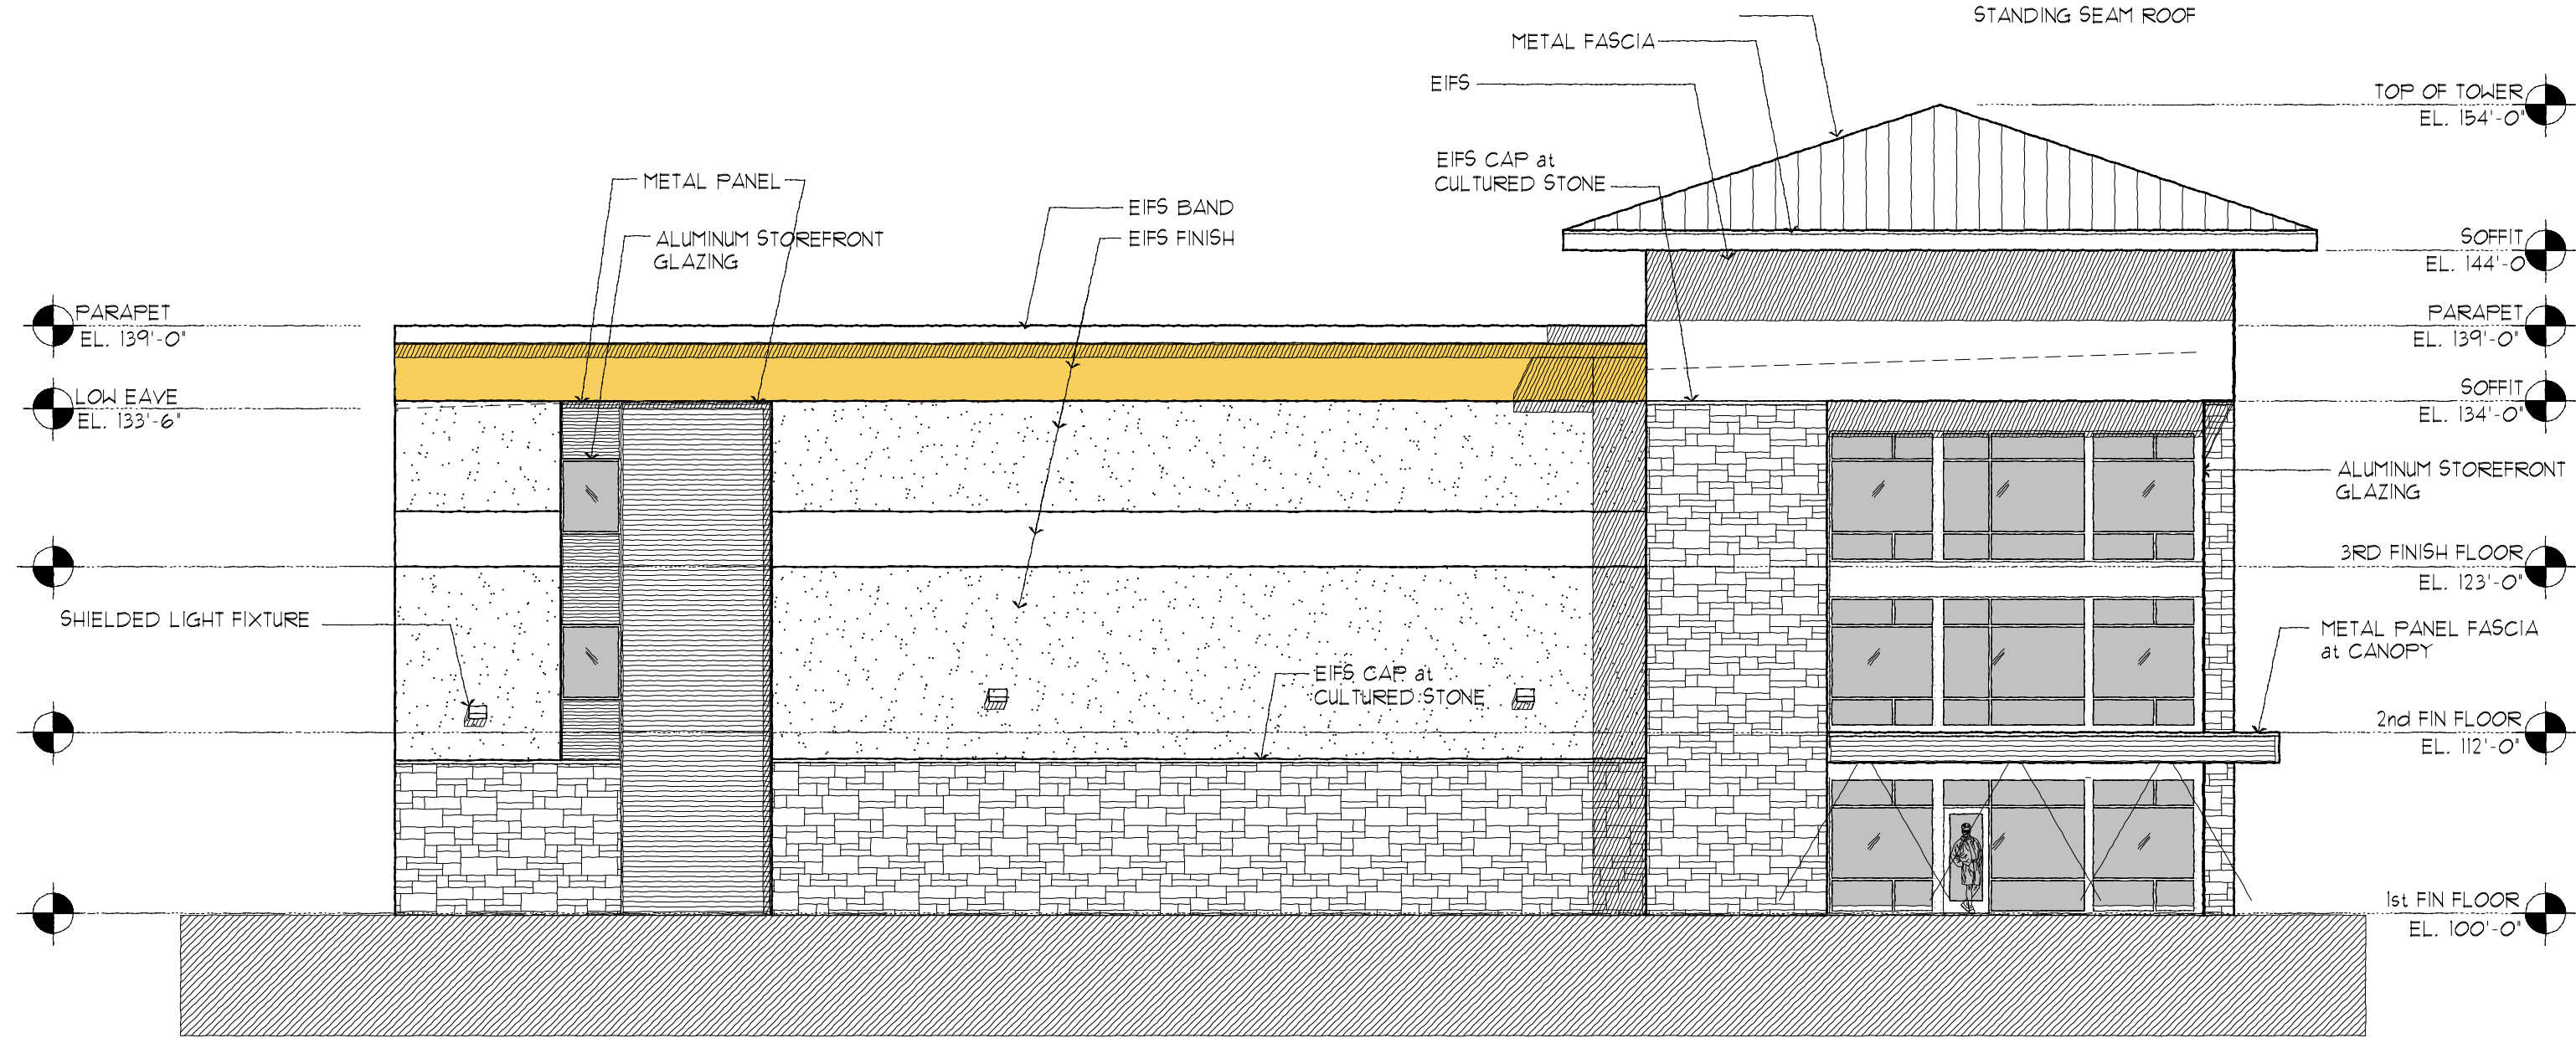 STANDING SEAM ROOF
METAL FASCIA
EIFS
TOP OF TOWER
EL. 154'-0"
EIFS CAP at
CULTURED STONE
METAL PANEL
EIFS BAND
EIFS FINISH
ALUMINUM STOREFRONT
GLAZING
SOFFIT
EL. 144'-0
PARAPET
EL. 139'-0"
PARAPET
EL. 139'-0"
LOW EAVE
EL. 133'-6"
SOFFIT
EL. 134'-0"
ALUMINUM STOREFRONT
GLAZING
3RD FINISH FLOOR
EL. 123'-0"
SHIELDED LIGHT FIXTURE
METAL PANEL FASCIA
at CANOPY
EIFS CAP at
CULTURED STONE
2nd FIN FLOOR
EL. 112'-0"
1st FIN FLOOR
EL. 100'-0"